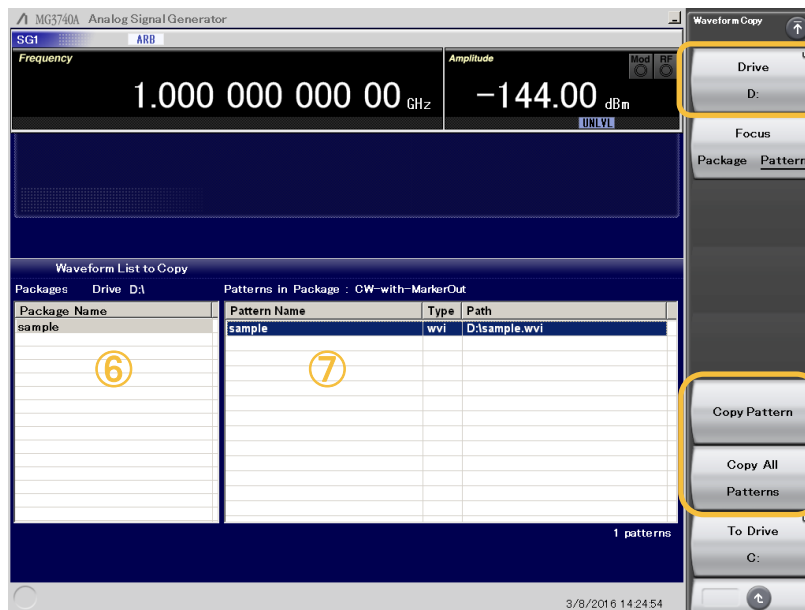 MG3740A Analog Signal Generator
SG1 ARB
Frequency
1.000 000 000 00 GHz
Amplitude
Mod RF
-144.00 dBm
UNLVL
Waveform List to Copy
Packages Drive D:\ Patterns in Package : CW-with-MarkerOut
Package Name
sample
⑥
Pattern Name Type Path
sample wvi D:\sample.wvi
⑦
1 patterns
3/8/2016 14:24:54
Waveform Copy
Drive
D:
Focus
Package Pattern
Copy Pattern
Copy All
Patterns
To Drive
C: